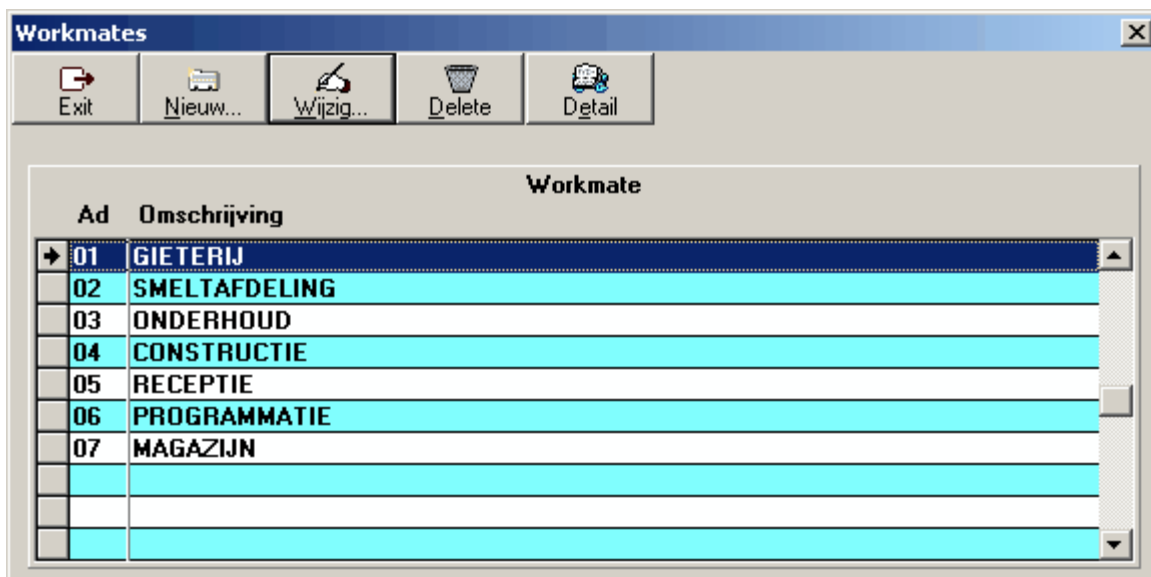 Workmates
Exit Nieuw... Wijzig... Delete Detail
Workmate
Ad Omschrijving
01 GIETERIJ
02 SMELTAFDELING
03 ONDERHOUD
04 CONSTRUCTIE
05 RECEPTIE
06 PROGRAMMATIE
07 MAGAZIJN